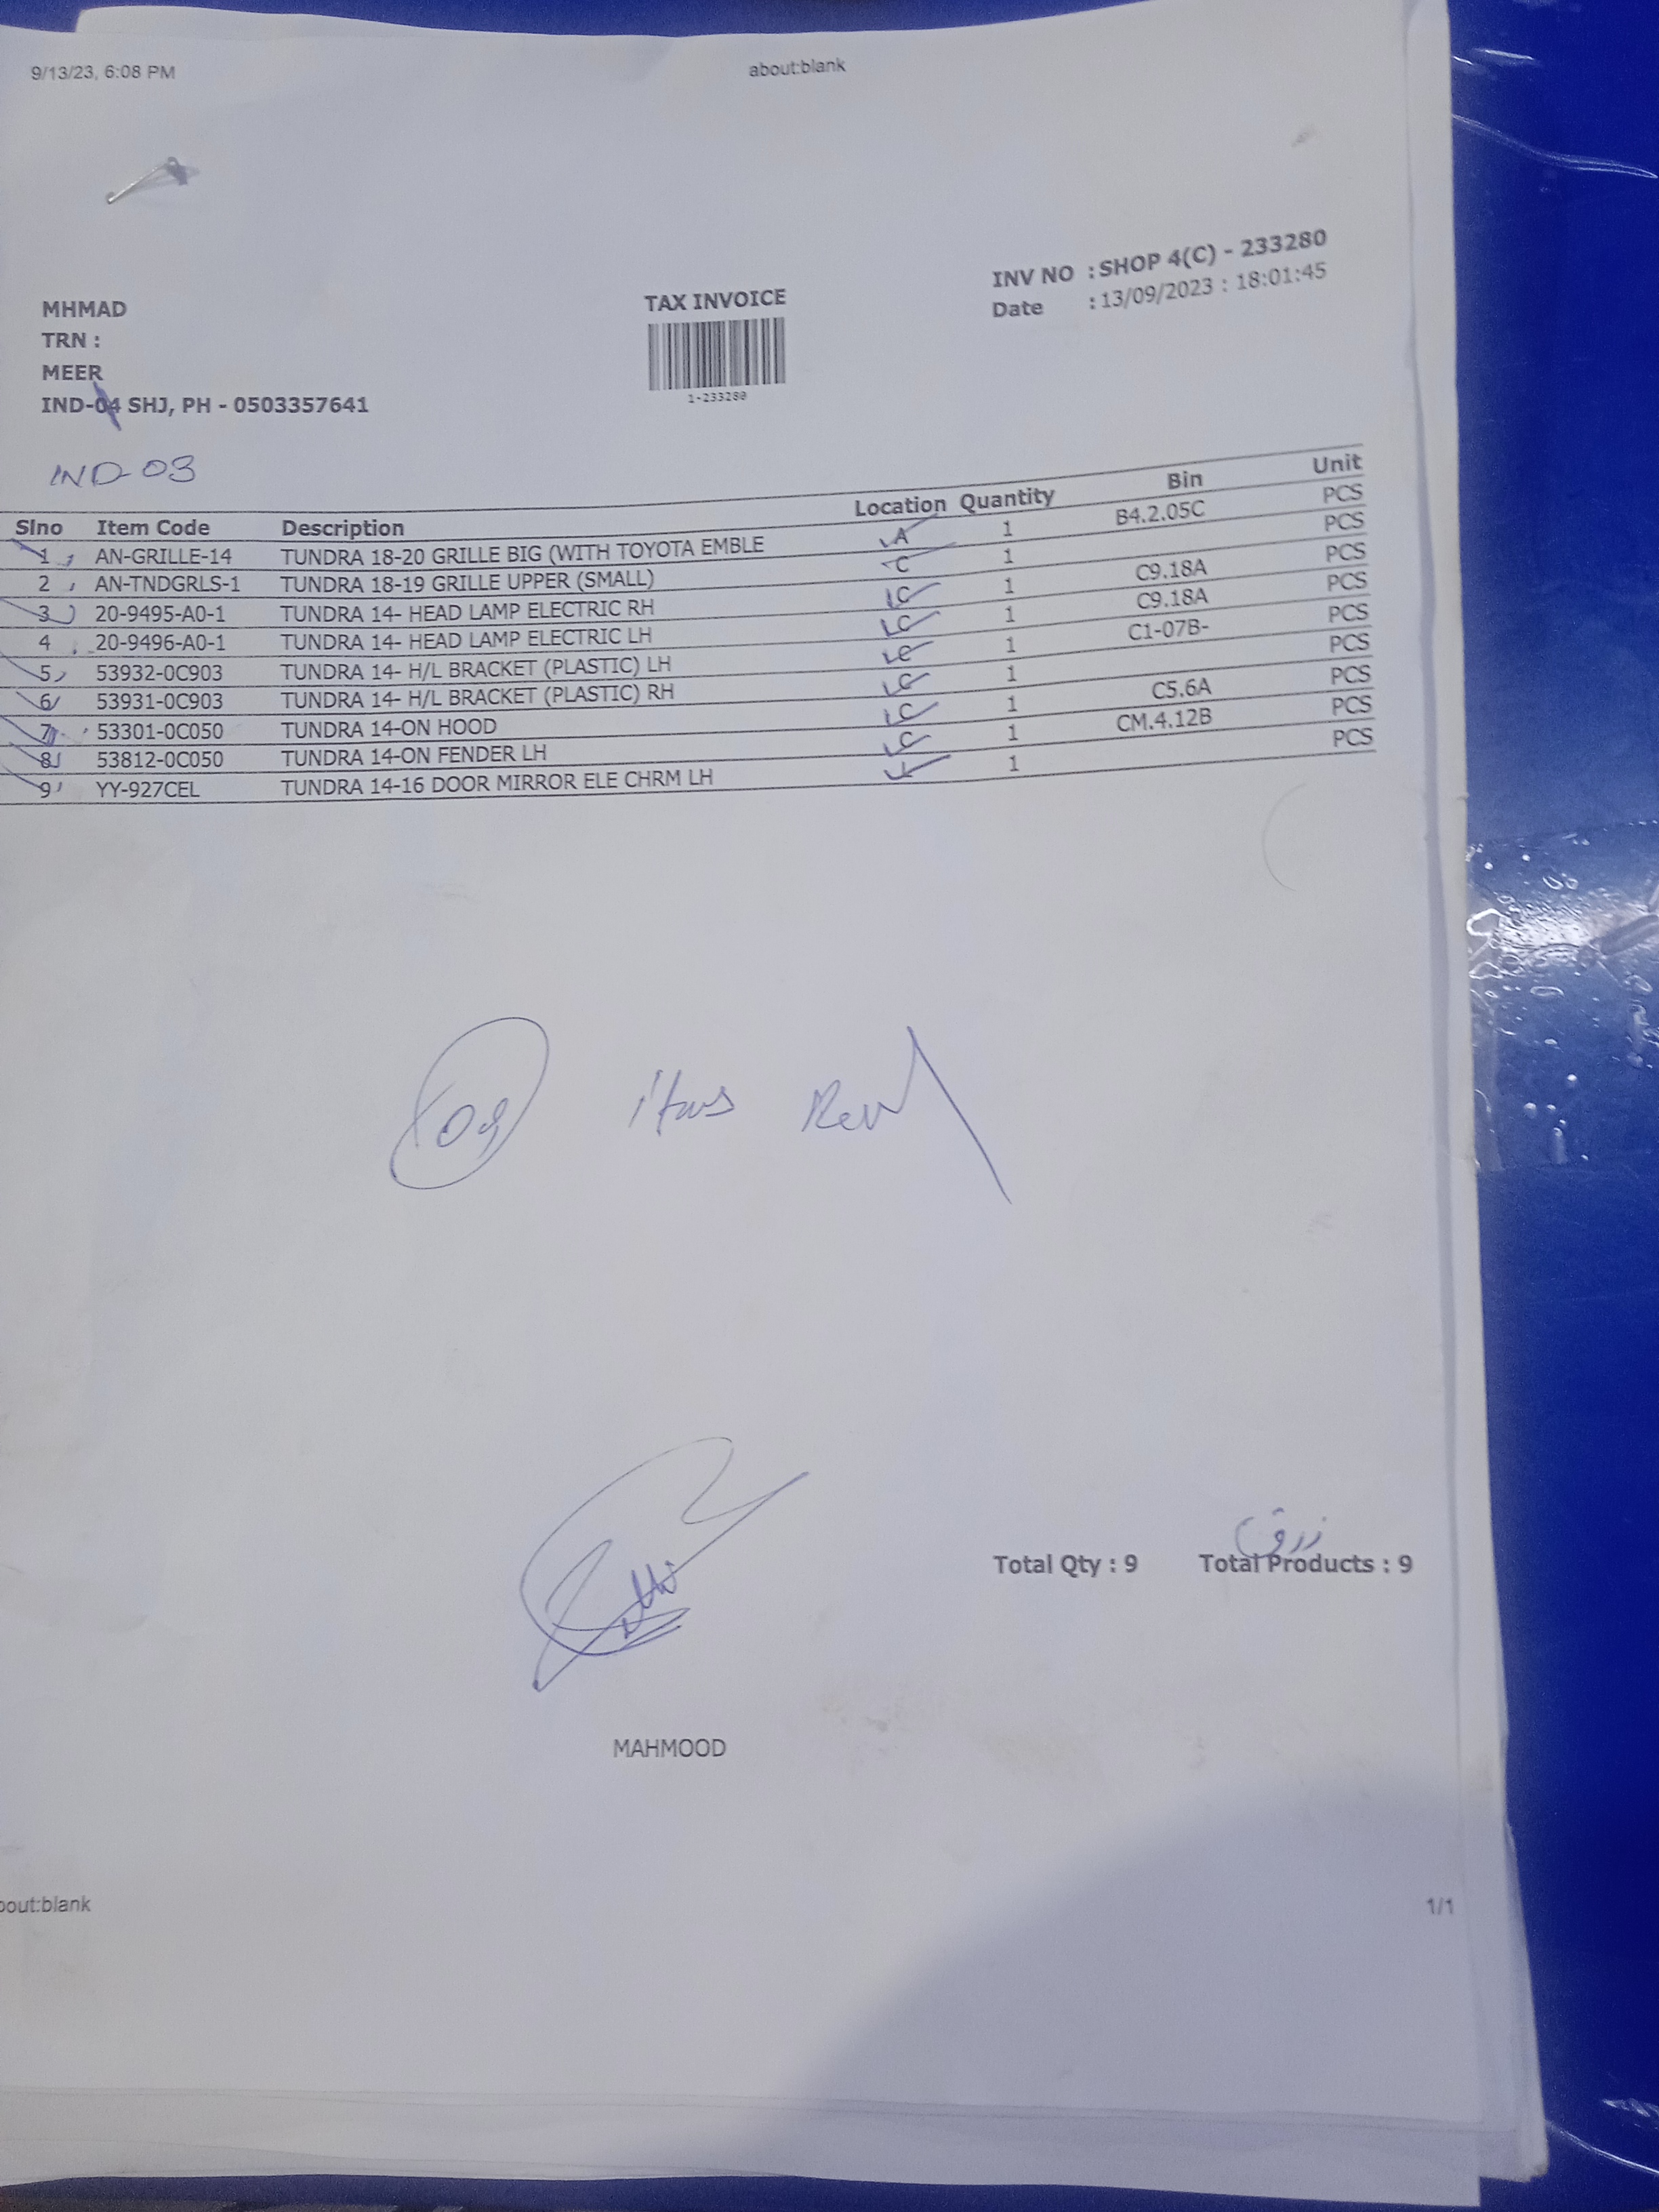 9/13/23, 6:08 PM about:blank
INV NO : SHOP 4(C) - 233280
Date : 13/09/2023 : 18:01:45
TAX INVOICE
1-233280
MHMAD
TRN :
MEER
IND-04 SHJ, PH - 0503357641
IND-03
Slno Item Code Description Location Quantity Bin Unit
1 AN-GRILLE-14 TUNDRA 18-20 GRILLE BIG (WITH TOYOTA EMBLE A 1 B4.2.05C PCS
2 AN-TNDGRLS-1 TUNDRA 18-19 GRILLE UPPER (SMALL) C 1 PCS
3 20-9495-A0-1 TUNDRA 14- HEAD LAMP ELECTRIC RH C 1 C9.18A PCS
4 20-9496-A0-1 TUNDRA 14- HEAD LAMP ELECTRIC LH C 1 C9.18A PCS
5 53932-0C903 TUNDRA 14- H/L BRACKET (PLASTIC) LH C 1 C1-07B- PCS
6 53931-0C903 TUNDRA 14- H/L BRACKET (PLASTIC) RH C 1 PCS
7 53301-0C050 TUNDRA 14-ON HOOD C 1 C5.6A PCS
8 53812-0C050 TUNDRA 14-ON FENDER LH C 1 CM.4.12B PCS
9 YY-927CEL TUNDRA 14-16 DOOR MIRROR ELE CHRM LH 1 PCS
09
Total Qty : 9 Total Products : 9
MAHMOOD
bout:blank 1/1